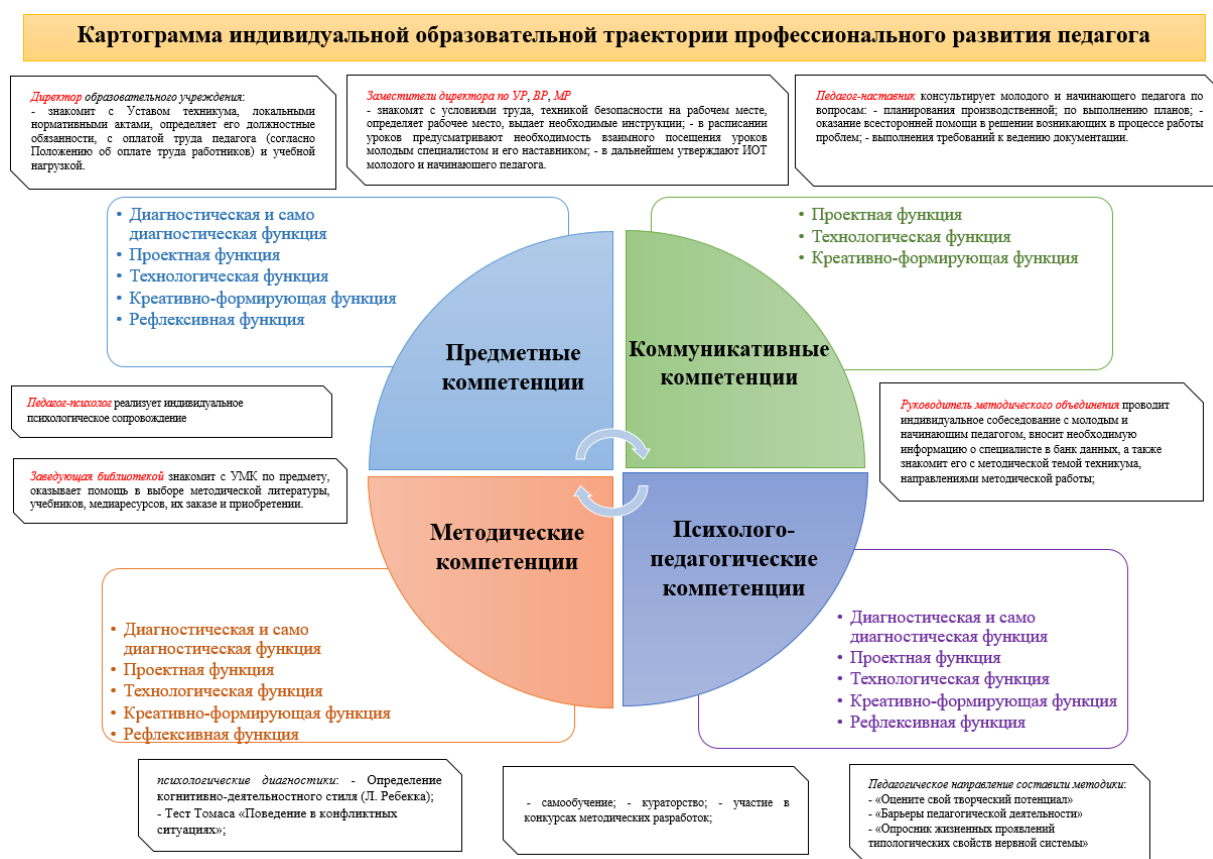 Картограмма индивидуальной образовательной траектории профессионального развития педагога
Директор образовательного учреждения:
- знакомит с Уставом техникума, локальными
нормативными актами, определяет его должностные
обязанности, с оплатой труда педагога (согласно
Положению об оплате труда работников) и учебной
нагрузкой.
Заместители директора по УР, ВР, МР
- знакомят с условиями труда, техникой безопасности на рабочем месте,
определяет рабочее место, выдает необходимые инструкции; - в расписании
уроков предусматривают необходимость взаимного посещения уроков
молодым специалистом и его наставником; - в дальнейшем утверждают ИОТ
молодого и начинающего педагога.
Педагог-наставник консультирует молодого и начинающего педагога по
вопросам: - планирования производственной; по выполнению планов; -
оказание всесторонней помощи в решении возникающих в процессе работы
проблем; - выполнения требований к ведению документации.
• Диагностическая и само
диагностическая функция
• Проектная функция
• Технологическая функция
• Креативно-формирующая функция
• Рефлексивная функция
• Проектная функция
• Технологическая функция
• Креативно-формирующая функция
Предметные
компетенции
Коммуникативные
компетенции
Педагог-психолог реализует индивидуальное
психологическое сопровождение
Заведующая библиотекой знакомит с УМК по предмету,
оказывает помощь в выборе методической литературы,
учебников, медиаресурсов, их заказе и приобретении.
Руководитель методического объединения проводит
индивидуальное собеседование с молодым и
начинающим педагогом, вносит необходимую
информацию о специалисте в банк данных, а также
знакомит его с методической темой техникума,
направлениями методической работы;
Методические
компетенции
Психолого-
педагогические
компетенции
• Диагностическая и само
диагностическая функция
• Проектная функция
• Технологическая функция
• Креативно-формирующая функция
• Рефлексивная функция
• Диагностическая и само
диагностическая функция
• Проектная функция
• Технологическая функция
• Креативно-формирующая функция
• Рефлексивная функция
психологические диагностики: - Определение
когнитивно-деятельностного стиля (Л. Ребекка);
- Тест Томаса «Поведение в конфликтных
ситуациях»;
- самообучение; - кураторство; - участие в
конкурсах методических разработок;
Педагогическое направление составили методики:
- «Оцените свой творческий потенциал»
- «Барьеры педагогической деятельности»
- «Опросник жизненных проявлений
типологических свойств нервной системы»